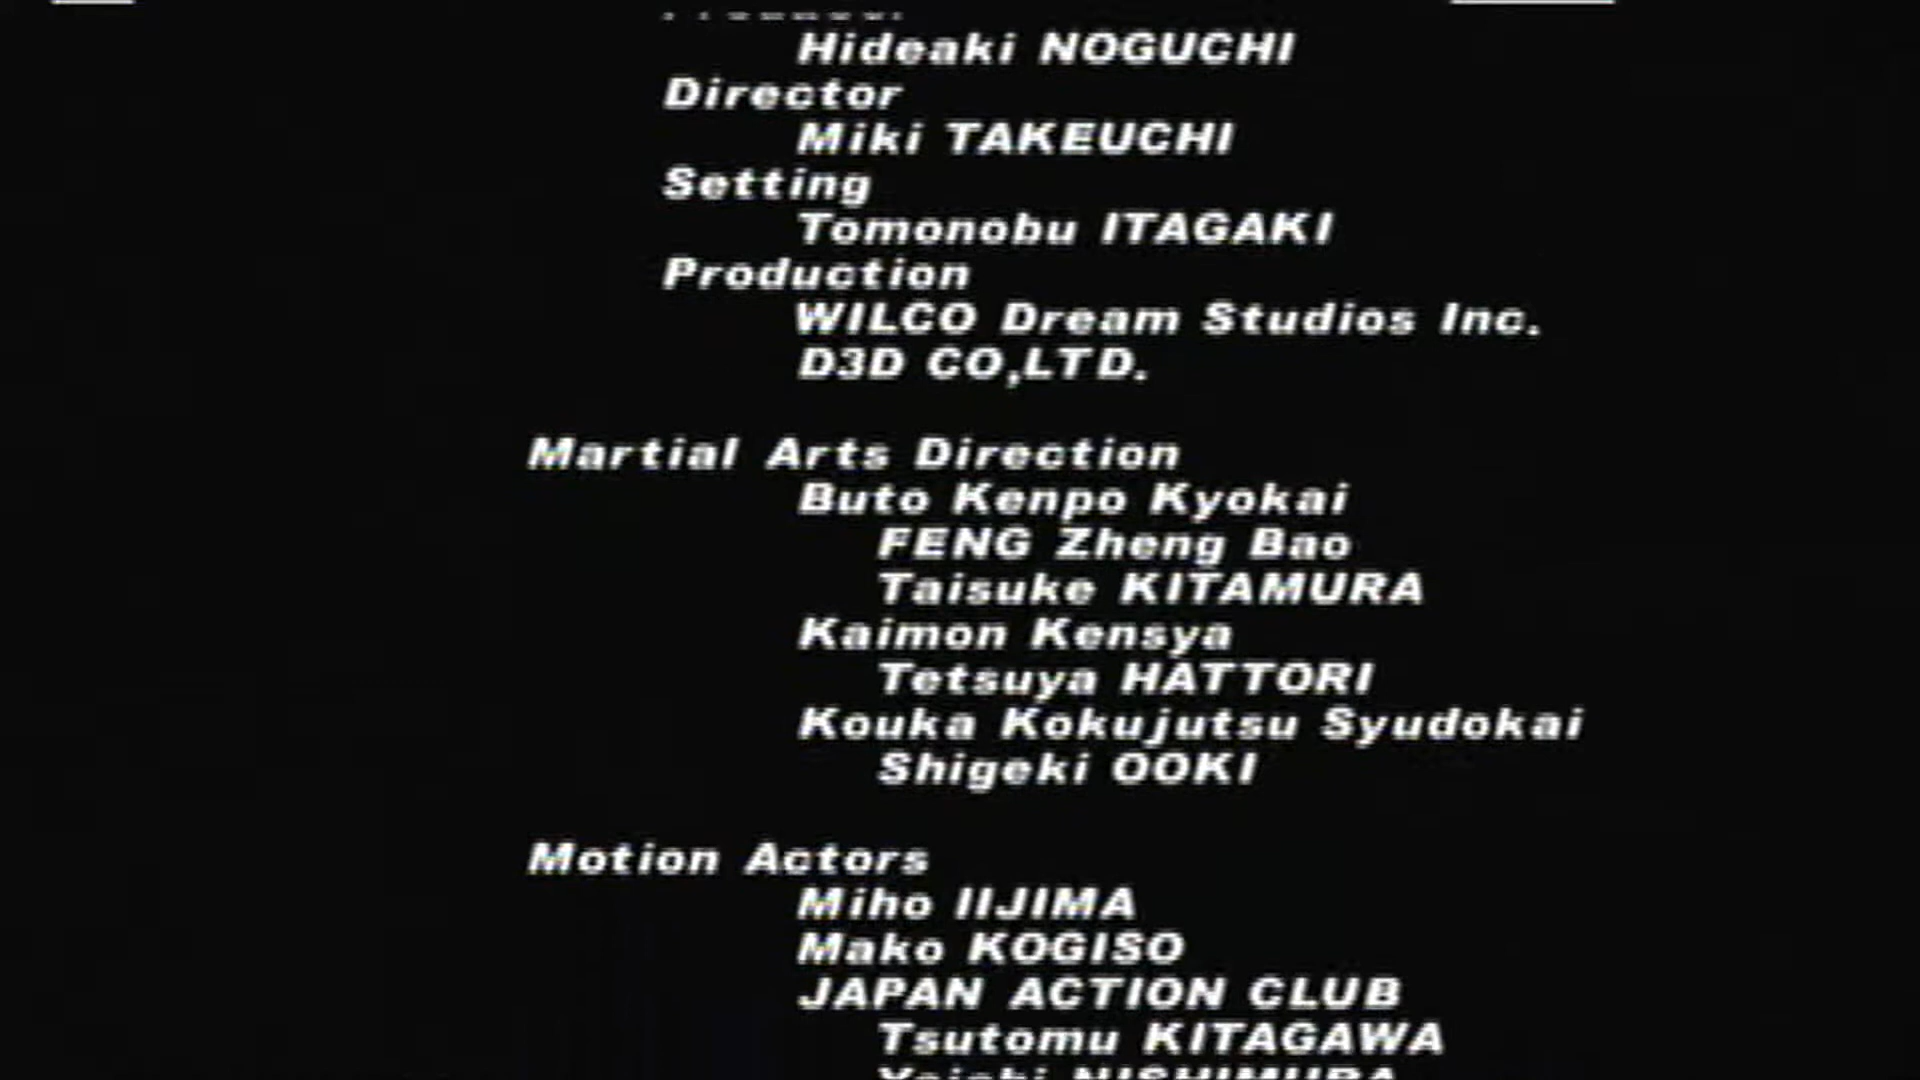 Hideaki NOGUCHI
Director
Miki TAKEUCHI
Setting
Tomonobu ITAGAKI
Production
WILCO Dream Studios Inc.
D3D CO,LTD.
Martial Arts Direction
Buto Kenpo Kyokai
FENG Zheng Bao
Taisuke KITAMURA
Kaimon Kensya
Tetsuya HATTORI
Kouka Kokujutsu Syudokai
Shigeki OOKI
Motion Actors
Miho IIJIMA
Mako KOGISO
JAPAN ACTION CLUB
Tsutomu KITAGAWA
NISHIMURA